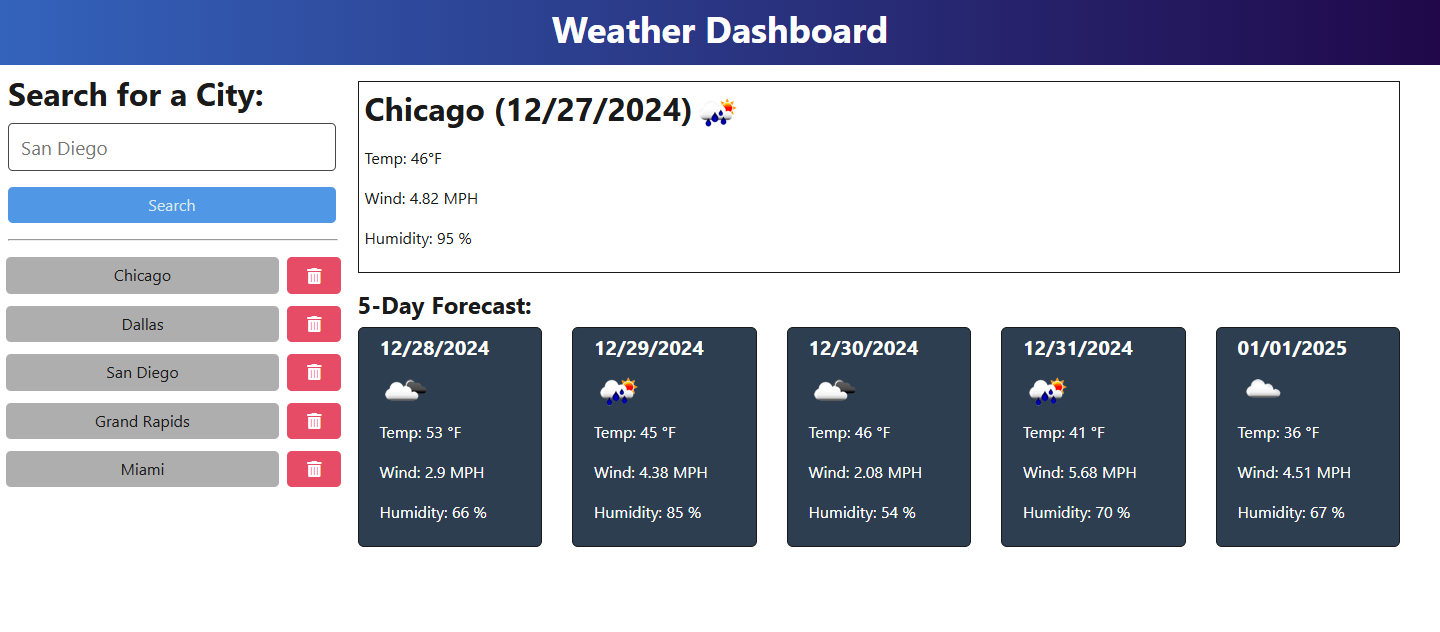 Weather Dashboard
Search for a City:
San Diego
Search
Chicago
Dallas
San Diego
Grand Rapids
Miami
Chicago (12/27/2024)
Temp: 46°F
Wind: 4.82 MPH
Humidity: 95 %
5-Day Forecast:
12/28/2024
Temp: 53 °F
Wind: 2.9 MPH
Humidity: 66 %
12/29/2024
Temp: 45 °F
Wind: 4.38 MPH
Humidity: 85 %
12/30/2024
Temp: 46 °F
Wind: 2.08 MPH
Humidity: 54 %
12/31/2024
Temp: 41 °F
Wind: 5.68 MPH
Humidity: 70 %
01/01/2025
Temp: 36 °F
Wind: 4.51 MPH
Humidity: 67 %